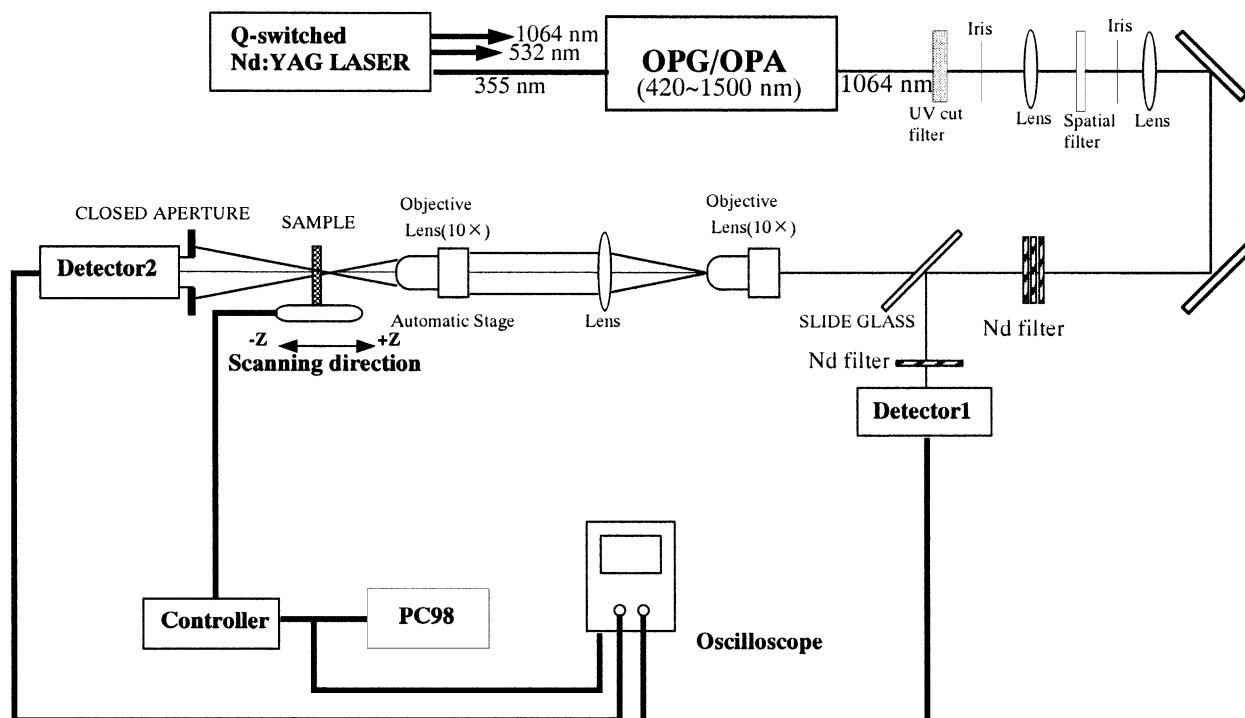 Q-switched
Nd:YAG LASER
1064 nm
532 nm
355 nm
OPG/OPA
(420~1500 nm)
1064 nm
UV cut
filter
Iris
Lens
Spatial
filter
Iris
Lens
CLOSED APERTURE
SAMPLE
Objective
Lens(10×)
Objective
Lens(10×)
Detector2
Automatic Stage
Lens
SLIDE GLASS
Nd filter
-Z
+Z
Scanning direction
Nd filter
Detector1
Controller
PC98
Oscilloscope